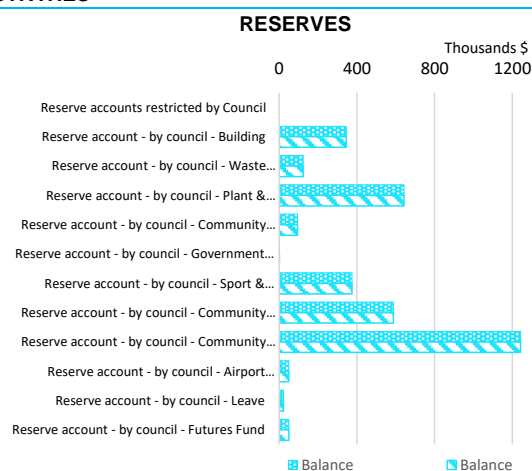 RESERVES
Thousands $
0 400 800 1200
Reserve accounts restricted by Council
Reserve account - by council - Building
Reserve account - by council - Waste...
Reserve account - by council - Plant &...
Reserve account - by council - Community...
Reserve account - by council - Government...
Reserve account - by council - Sport &...
Reserve account - by council - Community...
Reserve account - by council - Community...
Reserve account - by council - Airport...
Reserve account - by council - Leave
Reserve account - by council - Futures Fund
Balance Balance